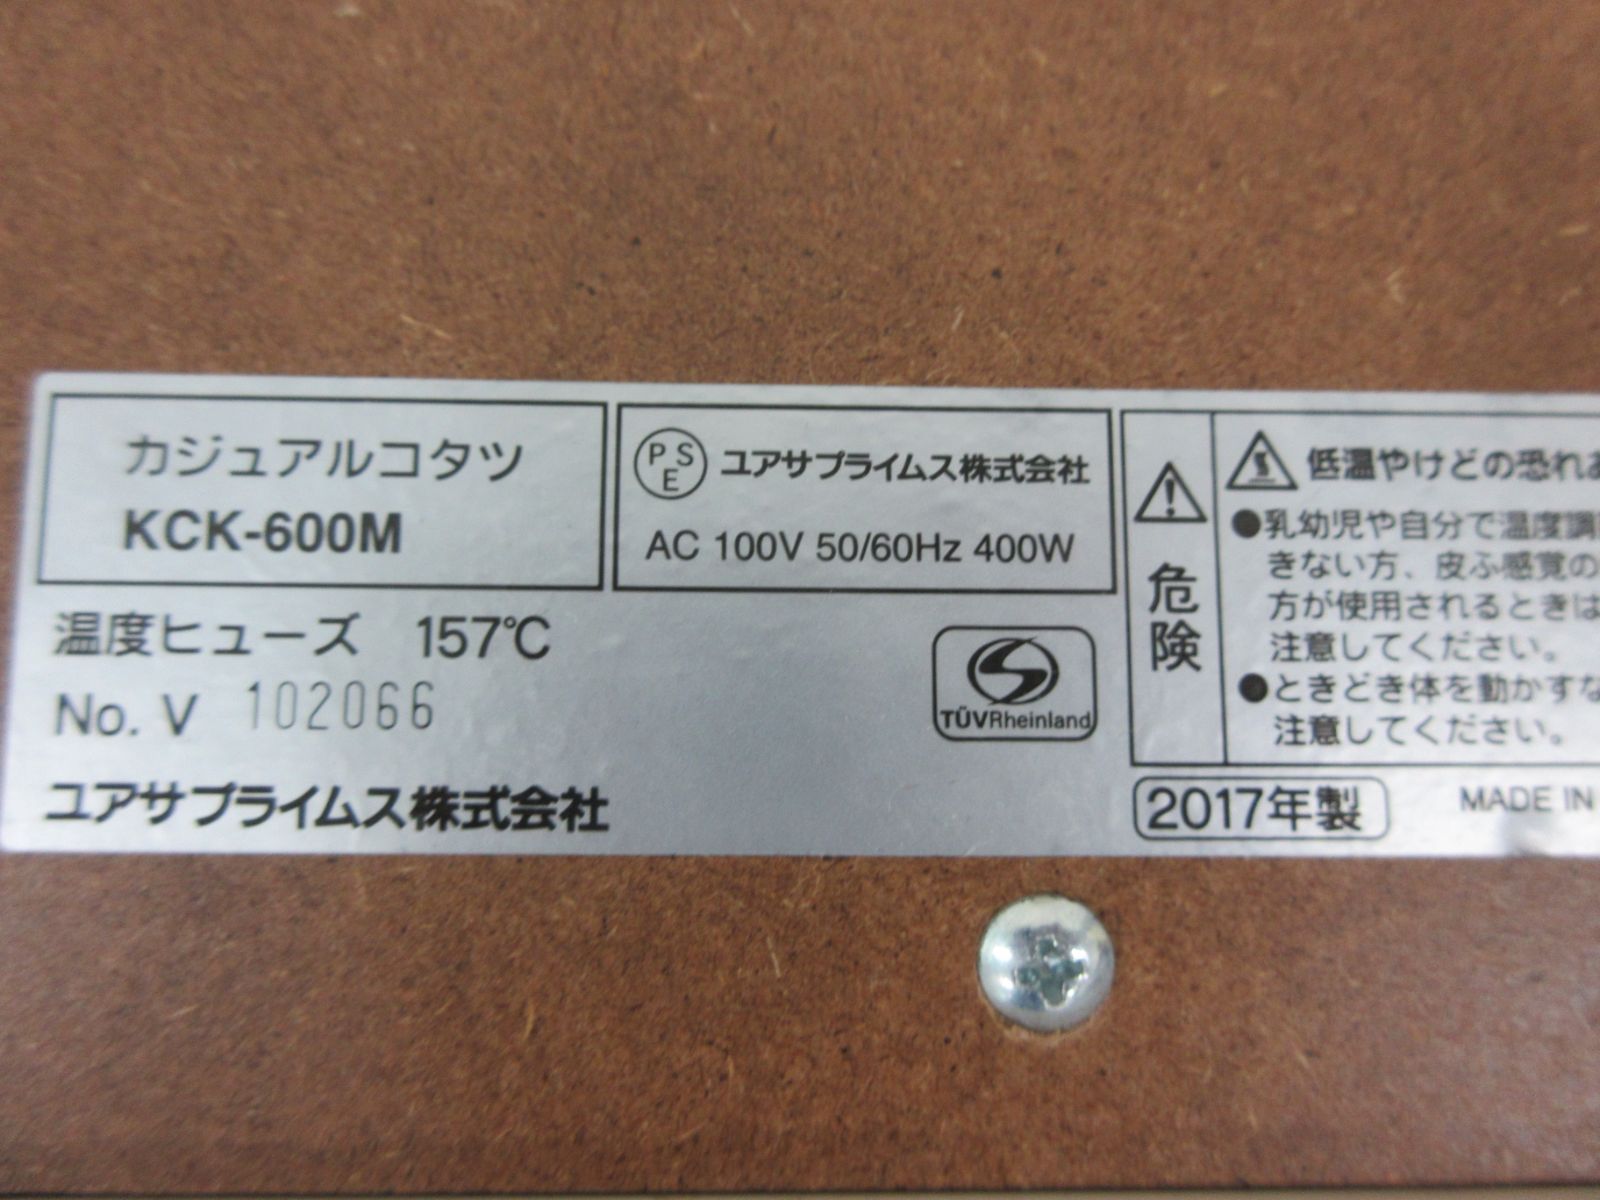 カジュアルコタツ
KCK-600M
PSE ユアサプライムス株式会社
AC 100V 50/60Hz 400W
温度ヒューズ 157℃
No. V 102066
TÜVRheinland
ユアサプライムス株式会社
危険
低温やけどの恐れあ
●乳幼児や自分で温度調
きない方、皮ふ感覚の
方が使用されるときは
注意してください。
●ときどき体を動かすな
注意してください。
2017年製
MADE IN